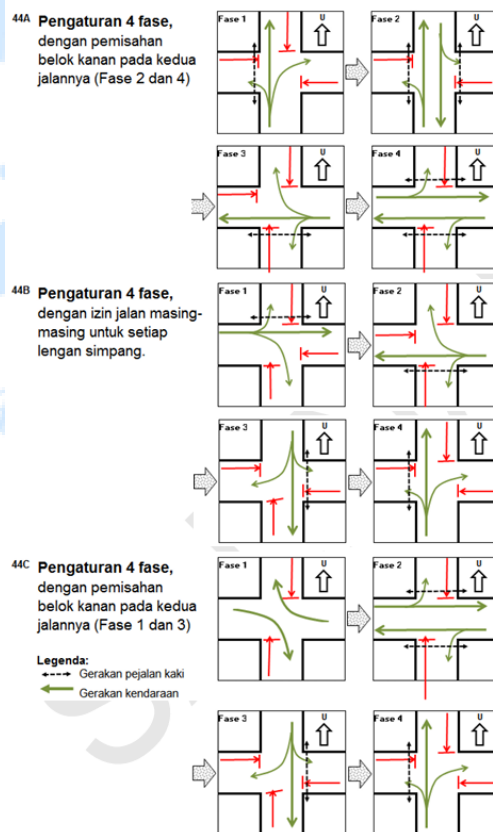 44A Pengaturan 4 fase,
dengan pemisahan
belok kanan pada kedua
jalannya (Fase 2 dan 4)
Fase 1
U
Fase 2
U
Fase 3
U
Fase 4
U
44B Pengaturan 4 fase,
dengan izin jalan masing-
masing untuk setiap
lengan simpang.
Fase 1
U
Fase 2
U
Fase 3
U
Fase 4
U
44C Pengaturan 4 fase,
dengan pemisahan
belok kanan pada kedua
jalannya (Fase 1 dan 3)
Legenda:
Gerakan pejalan kaki
Gerakan kendaraan
Fase 1
U
Fase 2
U
Fase 3
U
Fase 4
U